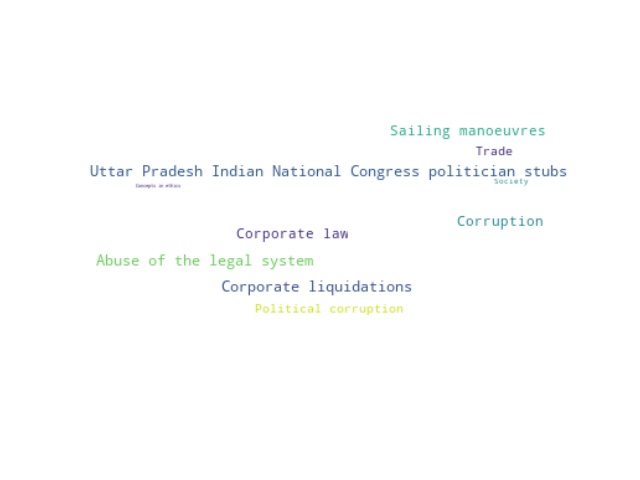 Sailing manoeuvres
Trade
Uttar Pradesh Indian National Congress politician stubs
Society
Concepts in ethics
Corruption
Corporate law
Abuse of the legal system
Corporate liquidations
Political corruption